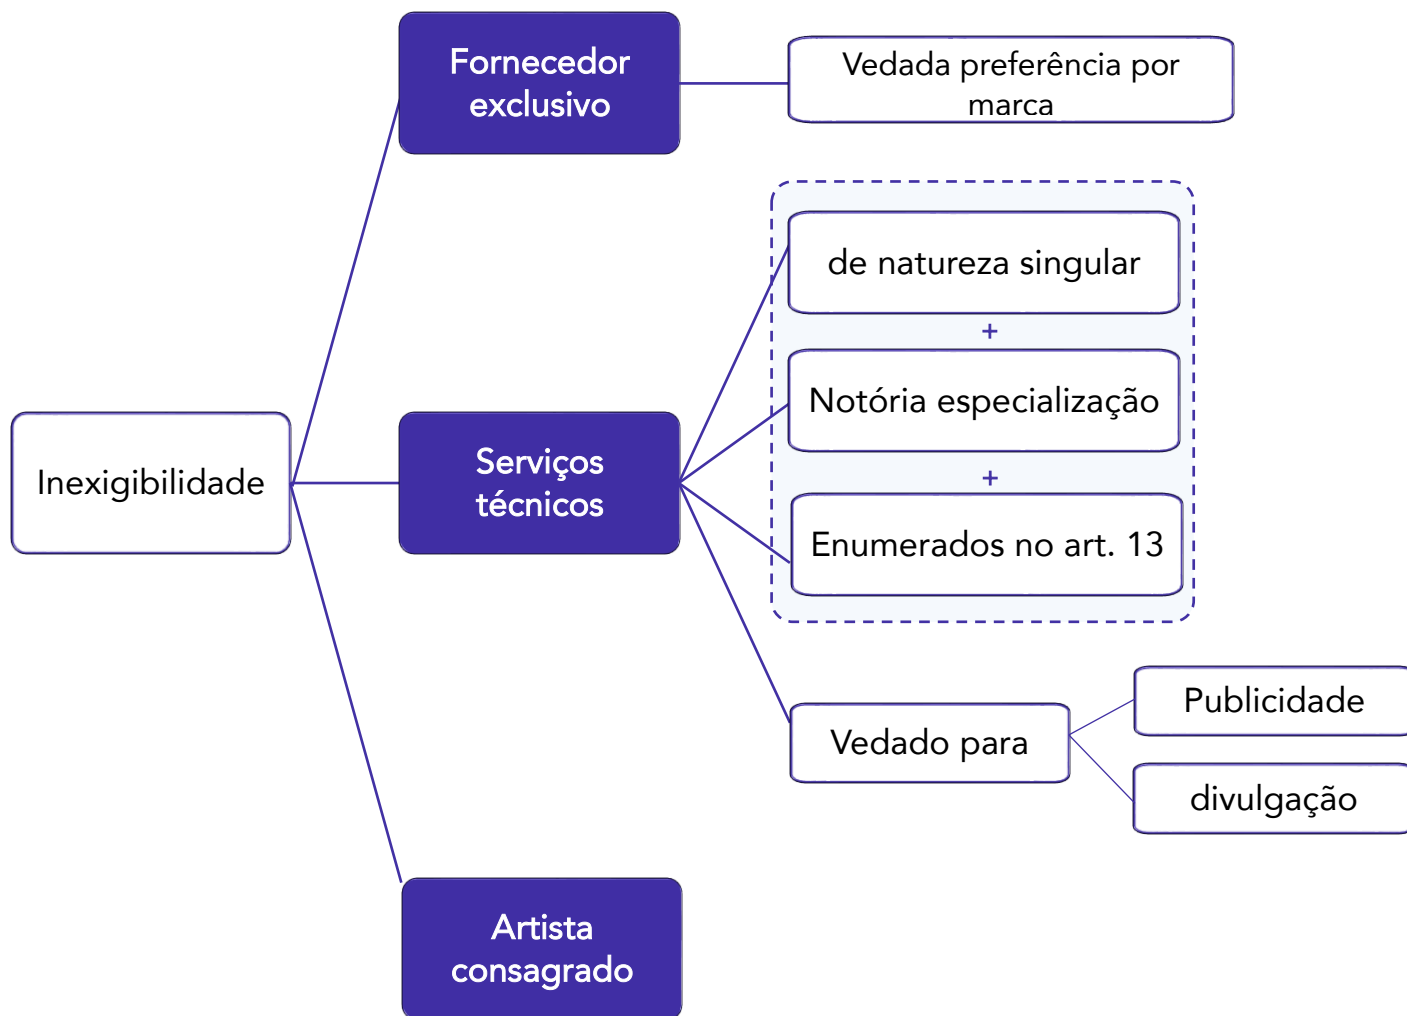 Fornecedor
exclusivo
Vedada preferência por
marca
de natureza singular
+
Notória especialização
+
Enumerados no art. 13
Inexigibilidade
Serviços
técnicos
Vedado para
Publicidade
divulgação
Artista
consagrado